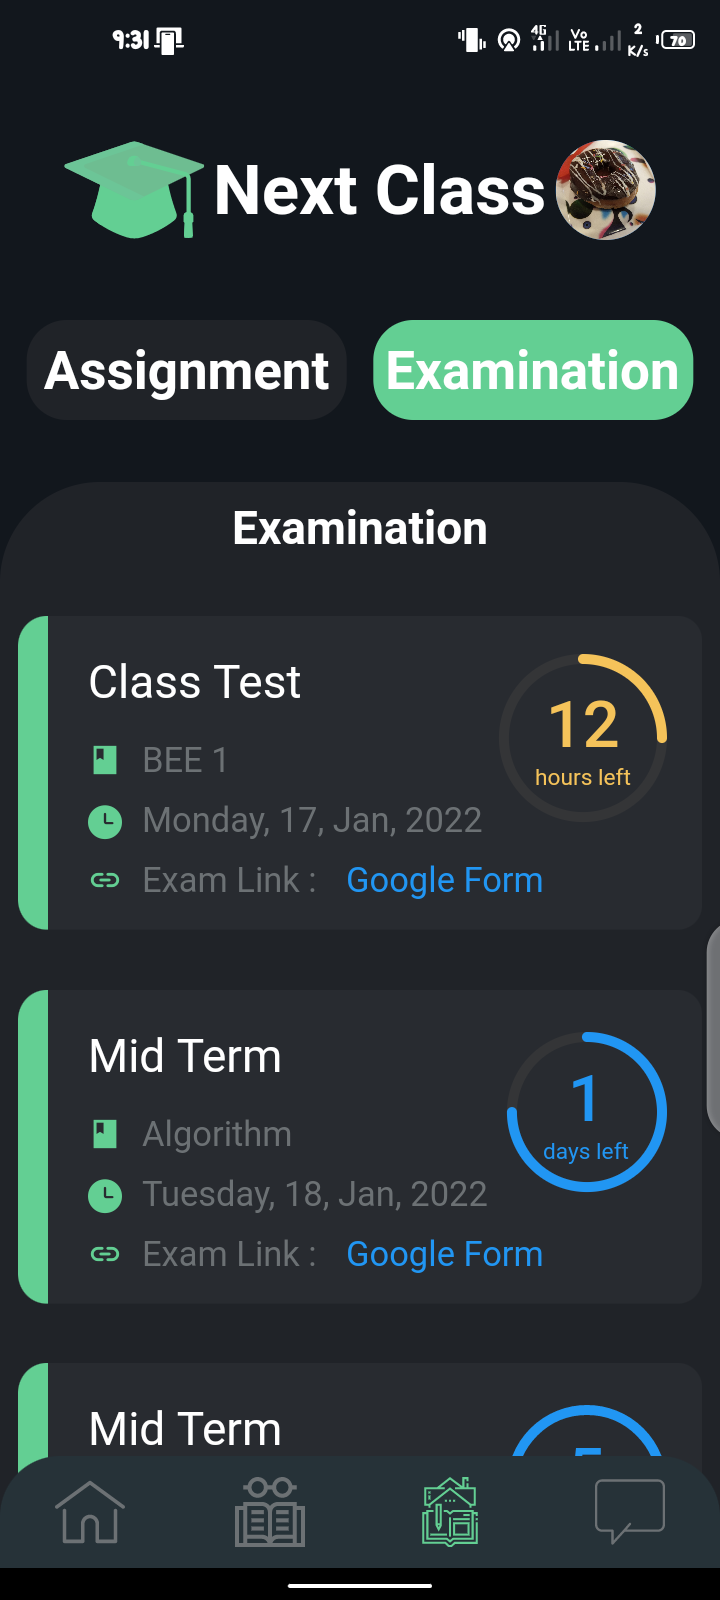 9:31
4G
Vo
LTE
2
K/s
70
Next Class
Assignment
Examination
Examination
Class Test
12
hours left
BEE 1
Monday, 17, Jan, 2022
Exam Link :
Google Form
Mid Term
1
days left
Algorithm
Tuesday, 18, Jan, 2022
Exam Link :
Google Form
Mid Term